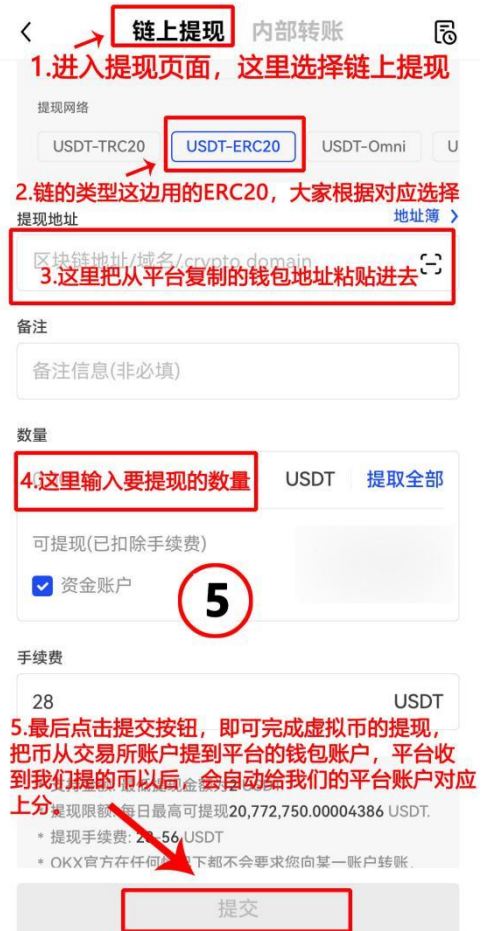 链上提现 内部转账
1.进入提现页面，这里选择链上提现
提现网络
USDT-TRC20 USDT-ERC20 USDT-Omni U
2.链的类型这边用的ERC20，大家根据对应选择
提现地址 地址簿
区块链地址/域名/crypto domain
3.这里把从平台复制的钱包地址粘贴进去
备注
备注信息(非必填)
数量
4.这里输入要提现的数量 USDT 提取全部
可提现(已扣除手续费)
资金账户
5
手续费
28 USDT
5.最后点击提交按钮，即可完成虚拟币的提现，
把币从交易所账户提到平台的钱包账户，平台收
到我们提的币以后，会自动给我们的平台账户对应
上分。
提现限额: 每日最高可提现20,772,750.00004386 USDT.
* 提现手续费: 28-56 USDT
* OKX官方在任何情况下都不会要求您向某一账户转账.
提交